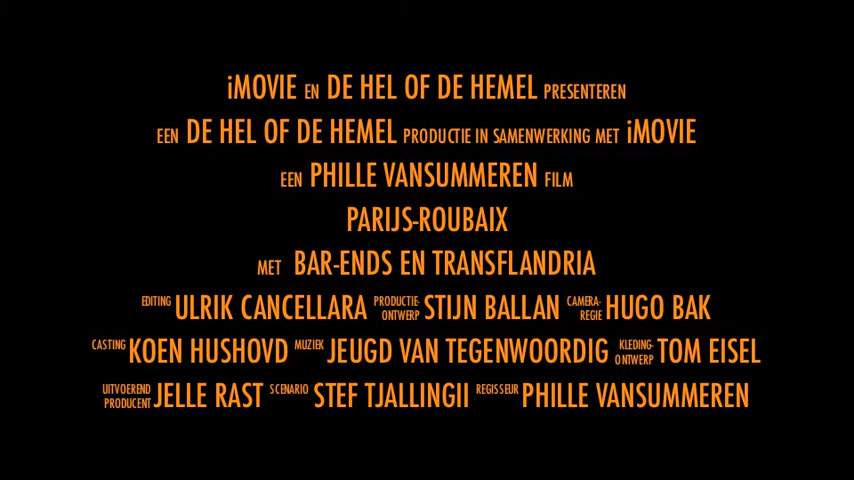 iMOVIE EN DE HEL OF DE HEMEL PRESENTEREN
EEN DE HEL OF DE HEMEL PRODUCTIE IN SAMENWERKING MET iMOVIE
EEN PHILLE VANSUMMEREN FILM
PARIJS-ROUBAIX
MET BAR-ENDS EN TRANSFLANDRIA
EDITING ULRIK CANCELLARA PRODUCTIE-ONTWERP STIJN BALLAN CAMERA-REGIE HUGO BAK
CASTING KOEN HUSHOVD MUZIEK JEUGD VAN TEGENWOORDIG KLEDING-ONTWERP TOM EISEL
UITVOEREND PRODUCENT JELLE RAST SCENARIO STEF TJALLINGII REGISSEUR PHILLE VANSUMMEREN